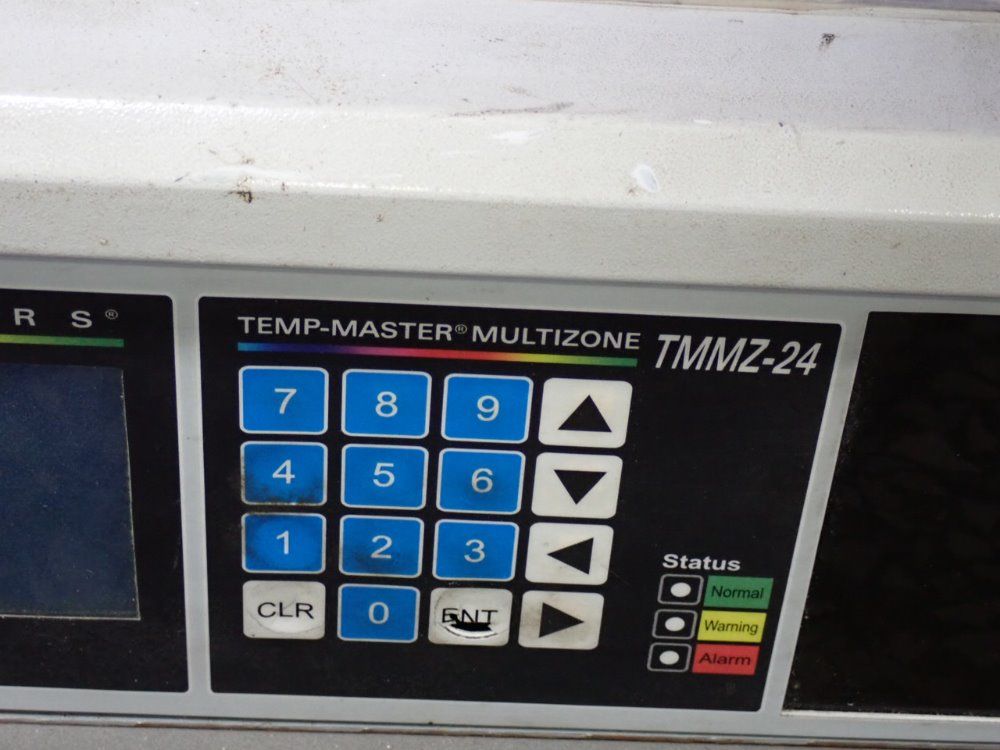 R S®
TEMP-MASTER® MULTIZONE TMMZ-24
7 8 9
4 5 6
1 2 3
CLR 0 ENT
Status
Normal
Warning
Alarm